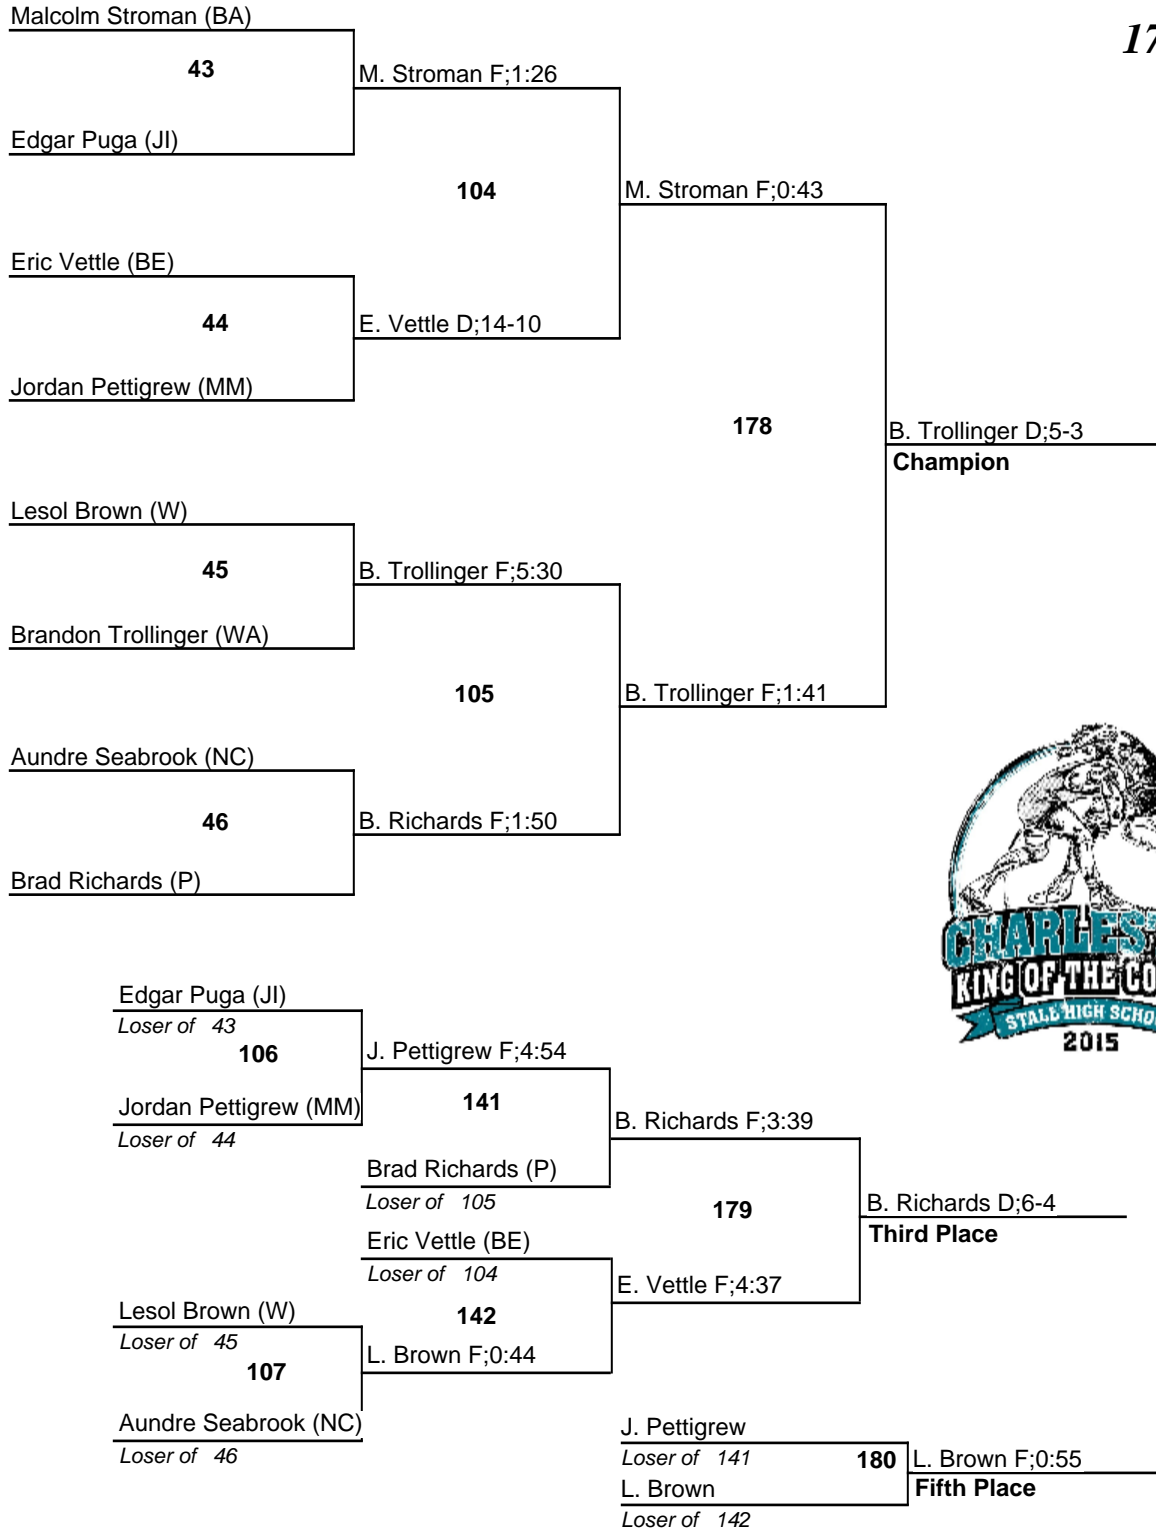 Malcolm Stroman (BA)
17
43
M. Stroman F;1:26
Edgar Puga (JI)
104
M. Stroman F;0:43
Eric Vettle (BE)
44
E. Vettle D;14-10
Jordan Pettigrew (MM)
178
B. Trollinger D;5-3
Champion
Lesol Brown (W)
45
B. Trollinger F;5:30
Brandon Trollinger (WA)
105
B. Trollinger F;1:41
Aundre Seabrook (NC)
46
B. Richards F;1:50
Brad Richards (P)
CHARLES
KING OF THE CO
STALL HIGH SCHO
2015
Edgar Puga (JI)
Loser of 43
106
J. Pettigrew F;4:54
Jordan Pettigrew (MM)
Loser of 44
141
B. Richards F;3:39
Brad Richards (P)
Loser of 105
179
B. Richards D;6-4
Third Place
Eric Vettle (BE)
Loser of 104
E. Vettle F;4:37
Lesol Brown (W)
Loser of 45
142
107
L. Brown F;0:44
Aundre Seabrook (NC)
Loser of 46
J. Pettigrew
Loser of 141
180
L. Brown F;0:55
Fifth Place
L. Brown
Loser of 142